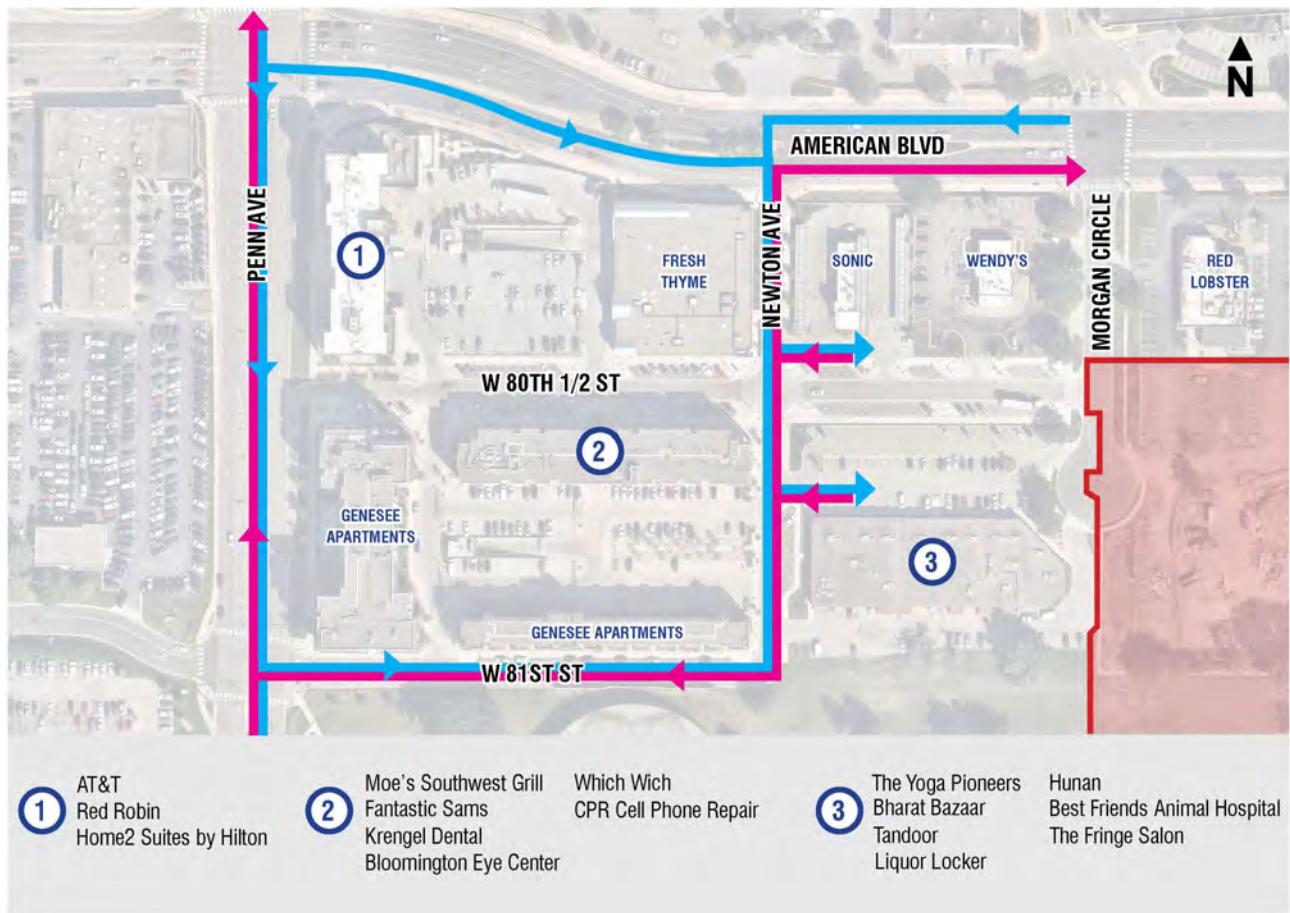 N
AMERICAN BLVD
PENN AVE
NEWTON AVE
MORGAN CIRCLE
1
FRESH
THYME
SONIC
WENDY'S
RED
LOBSTER
W 80TH 1/2 ST
2
GENESEE
APARTMENTS
3
GENESEE APARTMENTS
W 81ST ST
1
AT&T
Red Robin
Home2 Suites by Hilton
2
Moe's Southwest Grill
Fantastic Sams
Krengel Dental
Bloomington Eye Center
Which Wich
CPR Cell Phone Repair
3
The Yoga Pioneers
Bharat Bazaar
Tandoor
Liquor Locker
Hunan
Best Friends Animal Hospital
The Fringe Salon